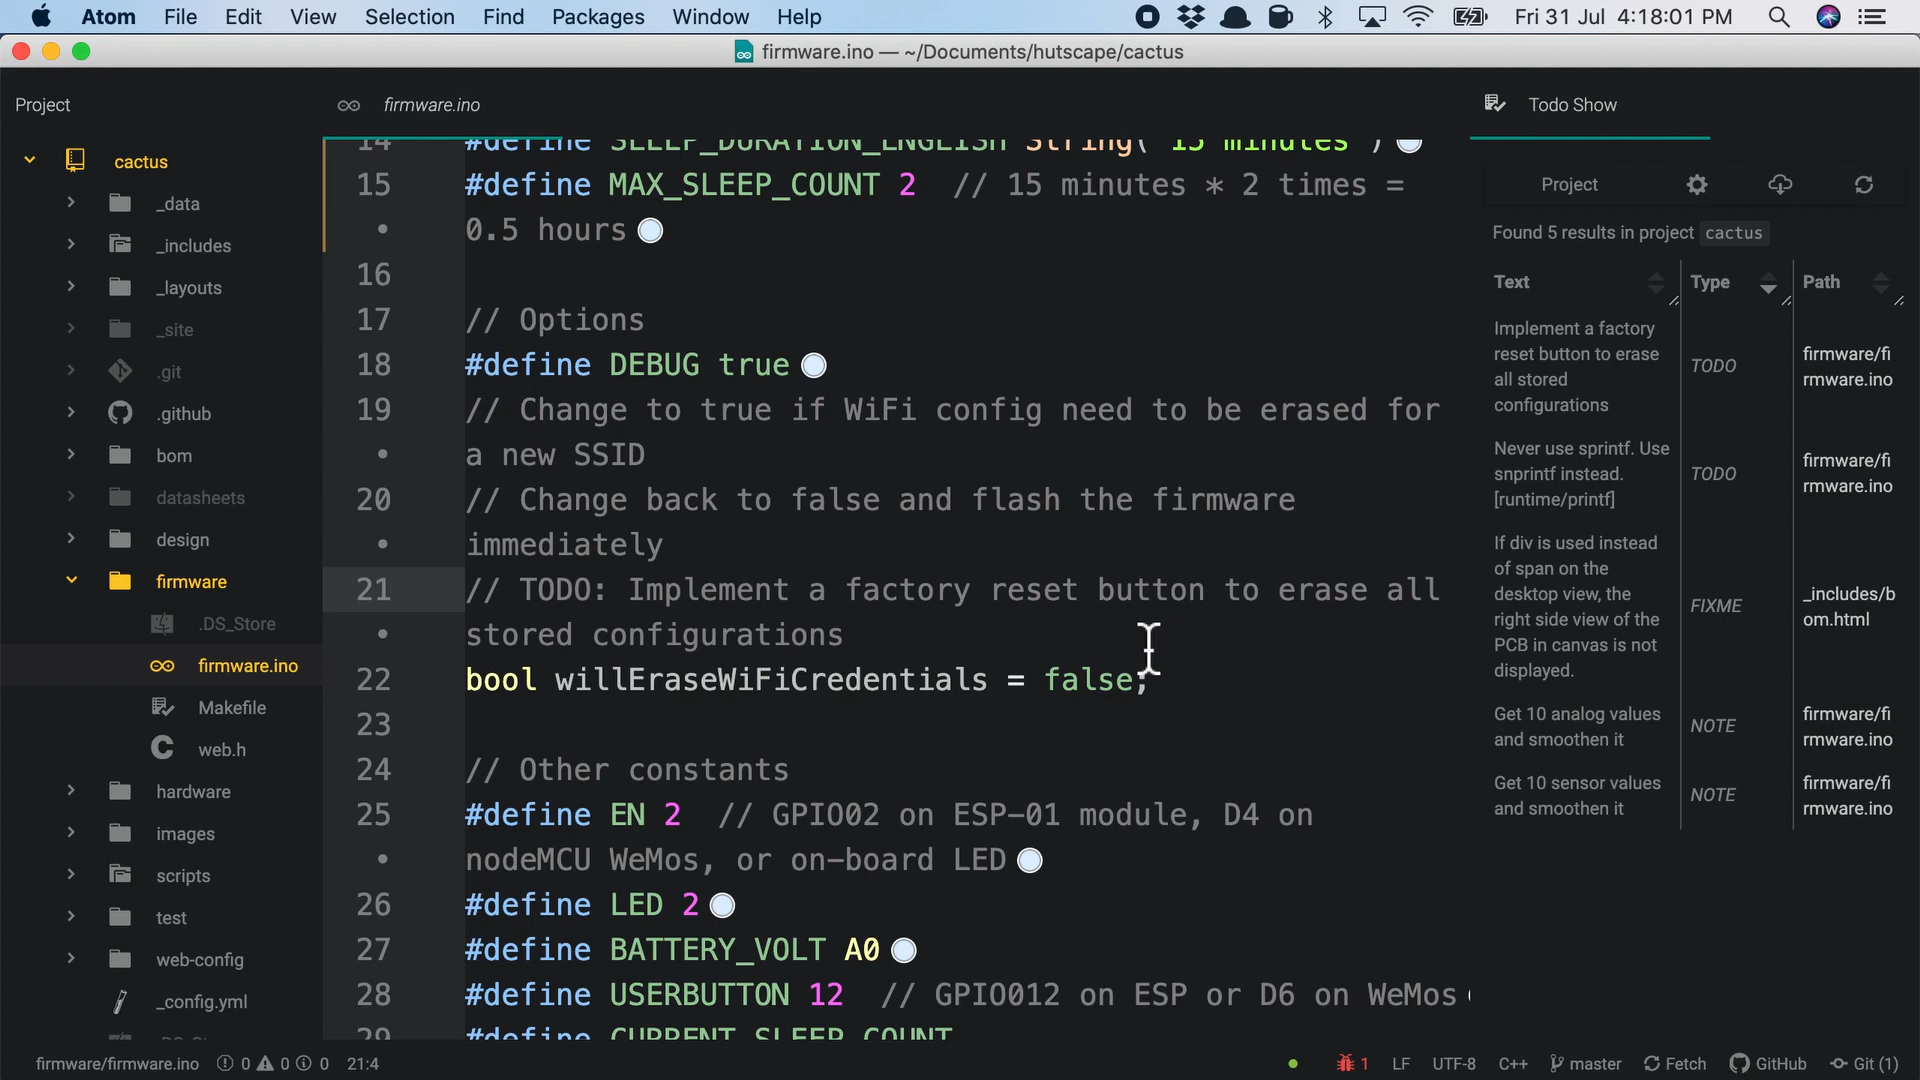 Atom File Edit View Selection Find Packages Window Help Fri 31 Jul 4:18:01 PM
firmware.ino — ~/Documents/hutscape/cactus
Project
cactus
_data
_includes
_layouts
_site
.git
.github
bom
datasheets
design
firmware
.DS_Store
firmware.ino
Makefile
web.h
hardware
images
scripts
test
web-config
_config.yml
firmware.ino
14 #define SLEEP_DURATION_ENGLISH String("15 minutes")
15 #define MAX_SLEEP_COUNT 2 // 15 minutes * 2 times =
• 0.5 hours
16
17 // Options
18 #define DEBUG true
19 // Change to true if WiFi config need to be erased for
• a new SSID
20 // Change back to false and flash the firmware
• immediately
21 // TODO: Implement a factory reset button to erase all
• stored configurations
22 bool willEraseWiFiCredentials = false;
23
24 // Other constants
25 #define EN 2 // GPIO02 on ESP-01 module, D4 on
• nodeMCU WeMos, or on-board LED
26 #define LED 2
27 #define BATTERY_VOLT A0
28 #define USERBUTTON 12 // GPIO012 on ESP or D6 on WeMos
29 #define CURRENT_SLEEP_COUNT
Todo Show
Project
Found 5 results in project cactus
Text Type Path
Implement a factory
reset button to erase
all stored
configurations
TODO
firmware/fi
rmware.ino
Never use sprintf. Use
snprintf instead.
[runtime/printf]
TODO
firmware/fi
rmware.ino
If div is used instead
of span on the
desktop view, the
right side view of the
PCB in canvas is not
displayed.
FIXME
_includes/b
om.html
Get 10 analog values
and smoothen it
NOTE
firmware/fi
rmware.ino
Get 10 sensor values
and smoothen it
NOTE
firmware/fi
rmware.ino
firmware/firmware.ino 0 0 0 21:4 1 LF UTF-8 C++ master Fetch GitHub Git (1)